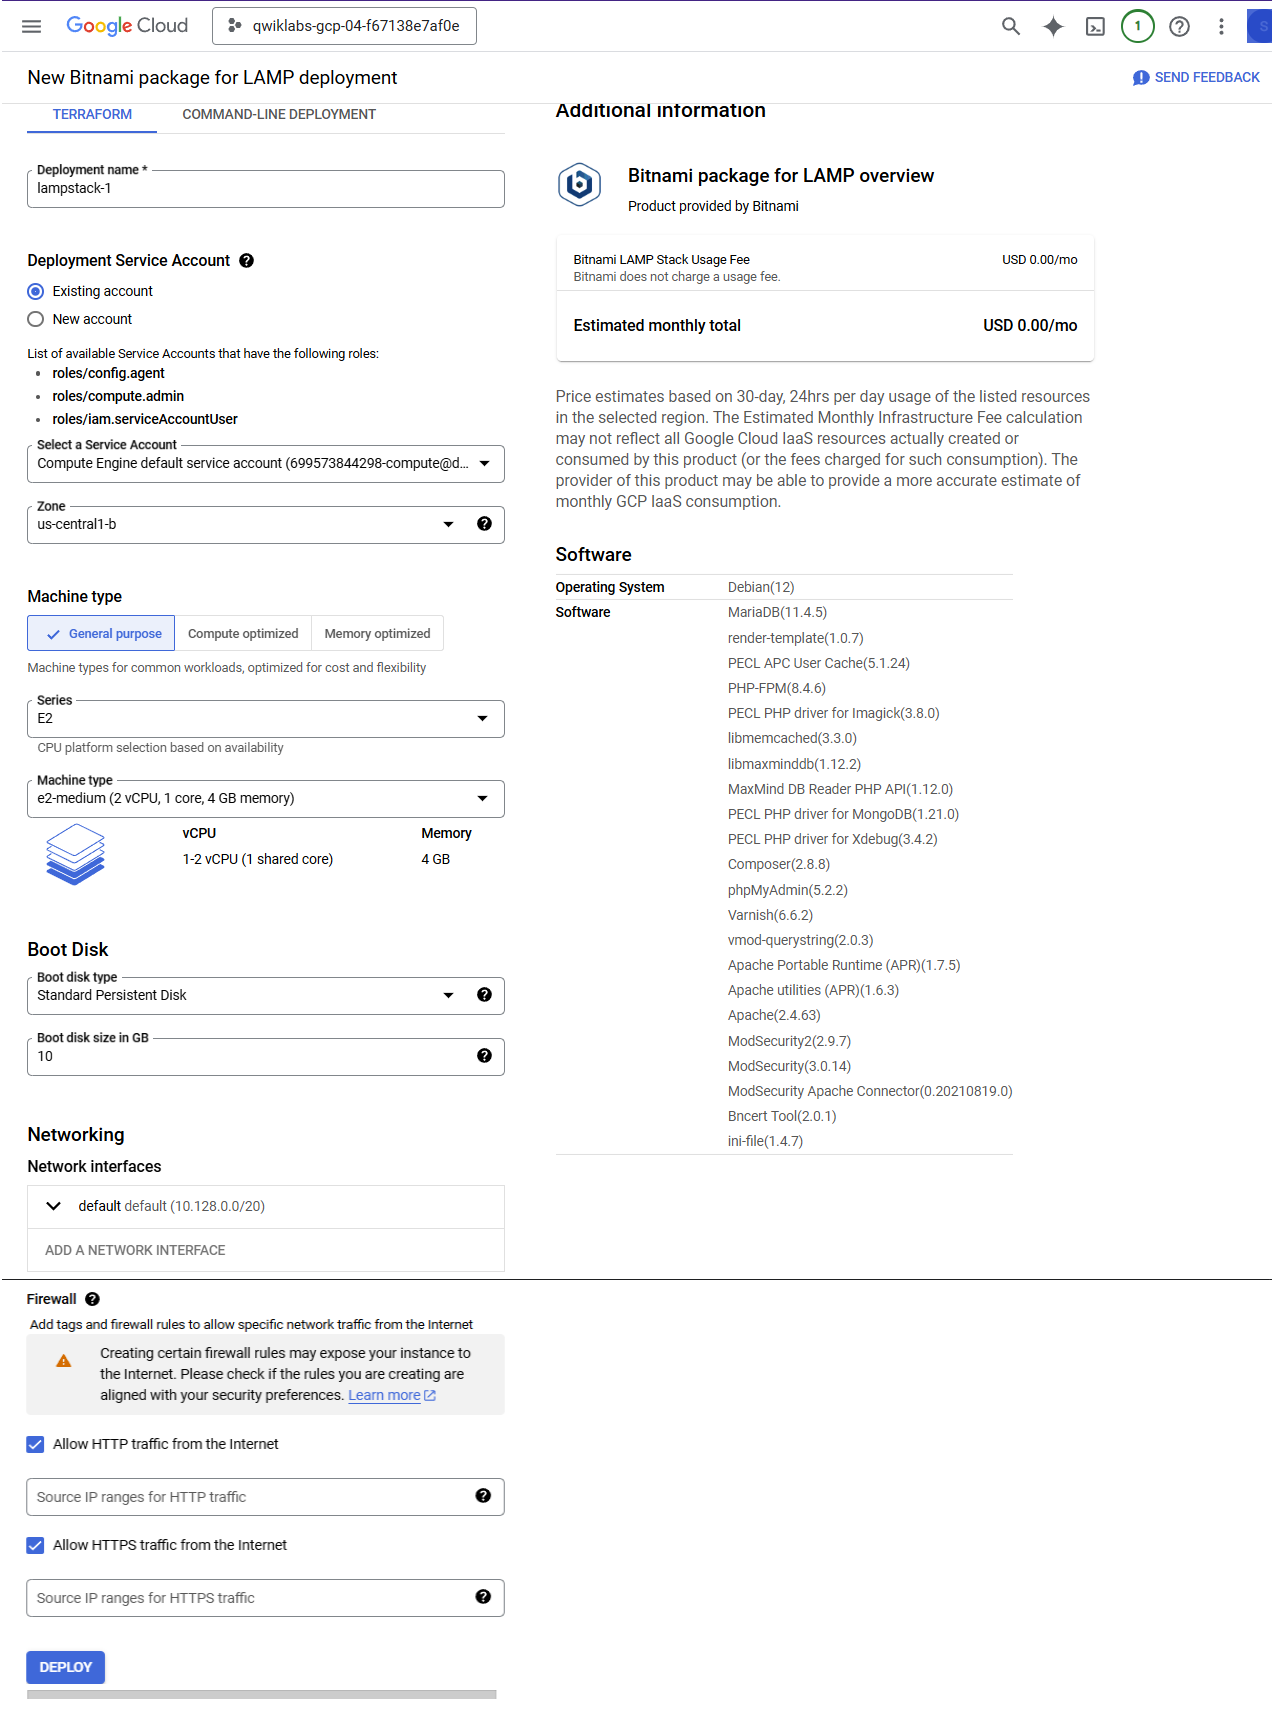 Google Cloud
qwiklabs-gcp-04-f67138e7af0e
1
S
New Bitnami package for LAMP deployment
SEND FEEDBACK
TERRAFORM
COMMAND-LINE DEPLOYMENT
Deployment name *
lampstack-1
Deployment Service Account
Existing account
New account
List of available Service Accounts that have the following roles:
• roles/config.agent
• roles/compute.admin
• roles/iam.serviceAccountUser
Select a Service Account
Compute Engine default service account (699573844298-compute@d...
Zone
us-central1-b
Machine type
General purpose
Compute optimized
Memory optimized
Machine types for common workloads, optimized for cost and flexibility
Series
E2
CPU platform selection based on availability
Machine type
e2-medium (2 vCPU, 1 core, 4 GB memory)
vCPU
Memory
1-2 vCPU (1 shared core)
4 GB
Boot Disk
Boot disk type
Standard Persistent Disk
Boot disk size in GB
10
Networking
Network interfaces
default default (10.128.0.0/20)
ADD A NETWORK INTERFACE
Firewall
Add tags and firewall rules to allow specific network traffic from the Internet
Creating certain firewall rules may expose your instance to
the Internet. Please check if the rules you are creating are
aligned with your security preferences. Learn more
Allow HTTP traffic from the Internet
Source IP ranges for HTTP traffic
Allow HTTPS traffic from the Internet
Source IP ranges for HTTPS traffic
DEPLOY
Additional information
Bitnami package for LAMP overview
Product provided by Bitnami
Bitnami LAMP Stack Usage Fee
USD 0.00/mo
Bitnami does not charge a usage fee.
Estimated monthly total
USD 0.00/mo
Price estimates based on 30-day, 24hrs per day usage of the listed resources
in the selected region. The Estimated Monthly Infrastructure Fee calculation
may not reflect all Google Cloud IaaS resources actually created or
consumed by this product (or the fees charged for such consumption). The
provider of this product may be able to provide a more accurate estimate of
monthly GCP IaaS consumption.
Software
Operating System
Debian(12)
Software
MariaDB(11.4.5)
render-template(1.0.7)
PECL APC User Cache(5.1.24)
PHP-FPM(8.4.6)
PECL PHP driver for Imagick(3.8.0)
libmemcached(3.3.0)
libmaxminddb(1.12.2)
MaxMind DB Reader PHP API(1.12.0)
PECL PHP driver for MongoDB(1.21.0)
PECL PHP driver for Xdebug(3.4.2)
Composer(2.8.8)
phpMyAdmin(5.2.2)
Varnish(6.6.2)
vmod-querystring(2.0.3)
Apache Portable Runtime (APR)(1.7.5)
Apache utilities (APR)(1.6.3)
Apache(2.4.63)
ModSecurity2(2.9.7)
ModSecurity(3.0.14)
ModSecurity Apache Connector(0.20210819.0)
Bncert Tool(2.0.1)
ini-file(1.4.7)